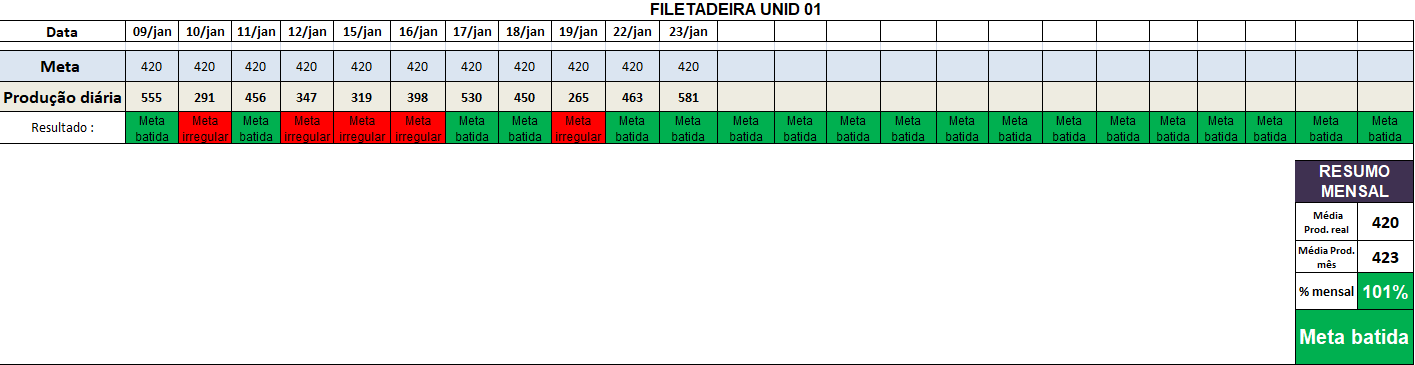 FILETADEIRA UNID 01
Data 09/jan 10/jan 11/jan 12/jan 15/jan 16/jan 17/jan 18/jan 19/jan 22/jan 23/jan
Meta 420 420 420 420 420 420 420 420 420 420 420
Produção diária 555 291 456 347 319 398 530 450 265 463 581
Resultado : Meta batida Meta irregular Meta batida Meta irregular Meta irregular Meta irregular Meta batida Meta batida Meta irregular Meta batida Meta batida Meta batida Meta batida Meta batida Meta batida Meta batida Meta batida Meta batida Meta batida Meta batida Meta batida Meta batida Meta batida Meta batida
RESUMO
MENSAL
Média
Prod. real 420
Média Prod.
mês 423
% mensal 101%
Meta batida